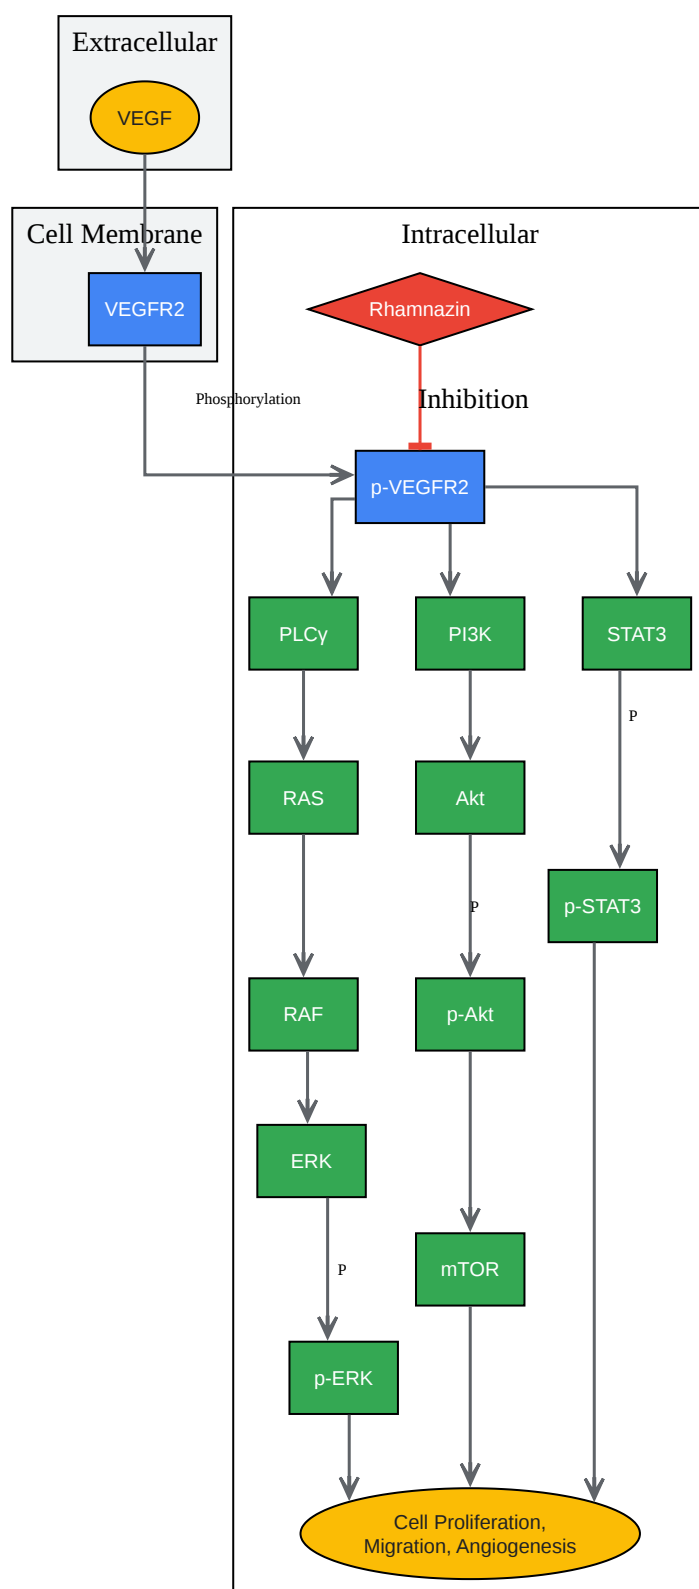 Extracellular
VEGF
Cell Membrane
Intracellular
VEGFR2
Rhamnazin
Phosphorylation
Inhibition
p-VEGFR2
PLCγ
PI3K
STAT3
P
RAS
Akt
P
p-STAT3
RAF
p-Akt
ERK
P
mTOR
p-ERK
Cell Proliferation,
Migration, Angiogenesis